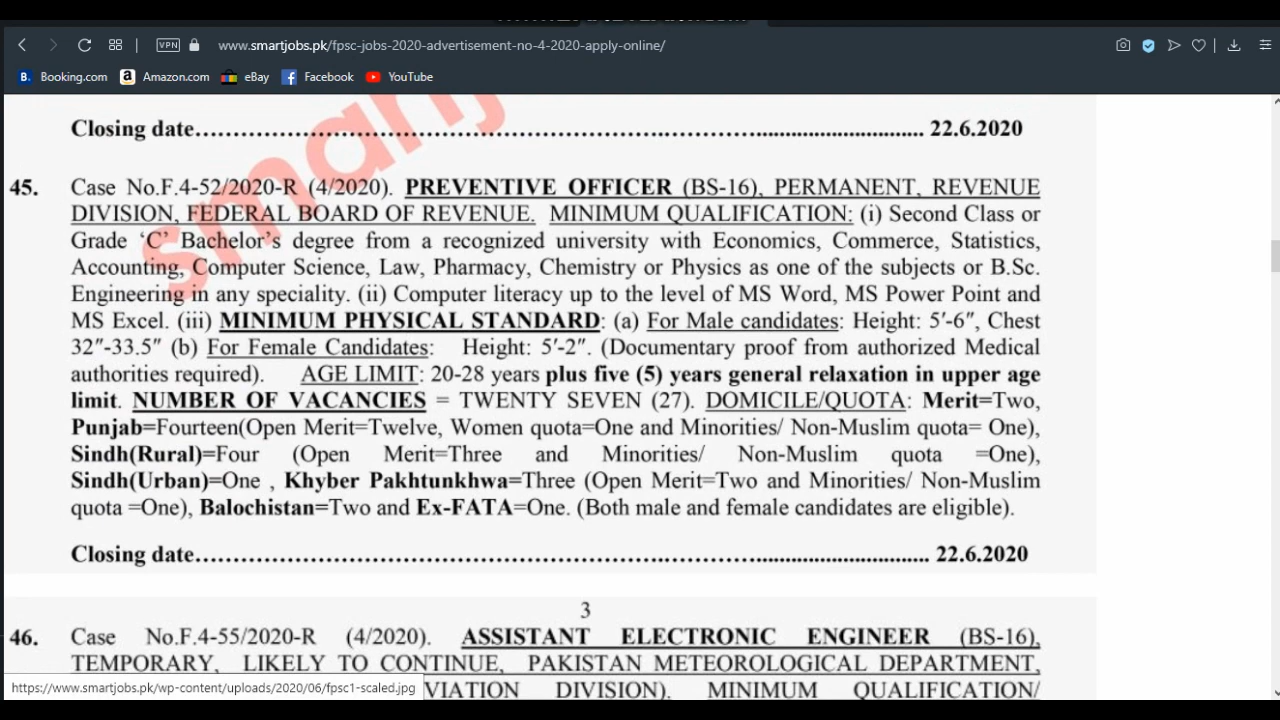 VPN www.smartjobs.pk/fpsc-jobs-2020-advertisement-no-4-2020-apply-online/
B. Booking.com a Amazon.com eBay f Facebook YouTube
Closing date……………………………………………………………………………… 22.6.2020
45. Case No.F.4-52/2020-R (4/2020). PREVENTIVE OFFICER (BS-16), PERMANENT, REVENUE
DIVISION, FEDERAL BOARD OF REVENUE. MINIMUM QUALIFICATION: (i) Second Class or
Grade ‘C’ Bachelor’s degree from a recognized university with Economics, Commerce, Statistics,
Accounting, Computer Science, Law, Pharmacy, Chemistry or Physics as one of the subjects or B.Sc.
Engineering in any speciality. (ii) Computer literacy up to the level of MS Word, MS Power Point and
MS Excel. (iii) MINIMUM PHYSICAL STANDARD: (a) For Male candidates: Height: 5′-6″, Chest
32″-33.5″ (b) For Female Candidates: Height: 5′-2″. (Documentary proof from authorized Medical
authorities required). AGE LIMIT: 20-28 years plus five (5) years general relaxation in upper age
limit. NUMBER OF VACANCIES = TWENTY SEVEN (27). DOMICILE/QUOTA: Merit=Two,
Punjab=Fourteen(Open Merit=Twelve, Women quota=One and Minorities/ Non-Muslim quota= One),
Sindh(Rural)=Four (Open Merit=Three and Minorities/ Non-Muslim quota =One),
Sindh(Urban)=One , Khyber Pakhtunkhwa=Three (Open Merit=Two and Minorities/ Non-Muslim
quota =One), Balochistan=Two and Ex-FATA=One. (Both male and female candidates are eligible).
Closing date……………………………………………………………………………… 22.6.2020
3
46. Case No.F.4-55/2020-R (4/2020). ASSISTANT ELECTRONIC ENGINEER (BS-16),
TEMPORARY, LIKELY TO CONTINUE, PAKISTAN METEOROLOGICAL DEPARTMENT,
VIATION DIVISION). MINIMUM QUALIFICATION/
https://www.smartjobs.pk/wp-content/uploads/2020/06/fpsc1-scaled.jpg
smartj